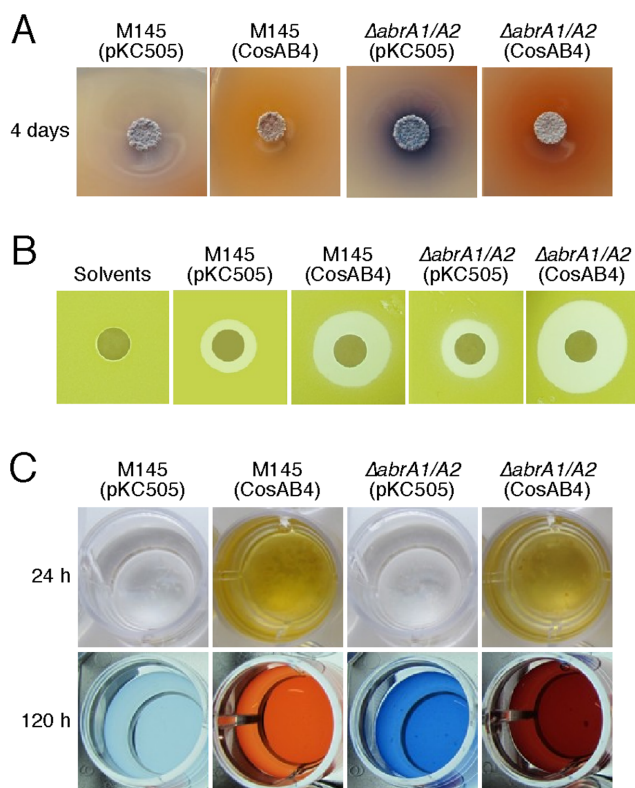 A
M145
(pKC505)
M145
(CosAB4)
ΔabrA1/A2
(pKC505)
ΔabrA1/A2
(CosAB4)
4 days
B
Solvents
M145
(pKC505)
M145
(CosAB4)
ΔabrA1/A2
(pKC505)
ΔabrA1/A2
(CosAB4)
C
M145
(pKC505)
M145
(CosAB4)
ΔabrA1/A2
(pKC505)
ΔabrA1/A2
(CosAB4)
24 h
120 h